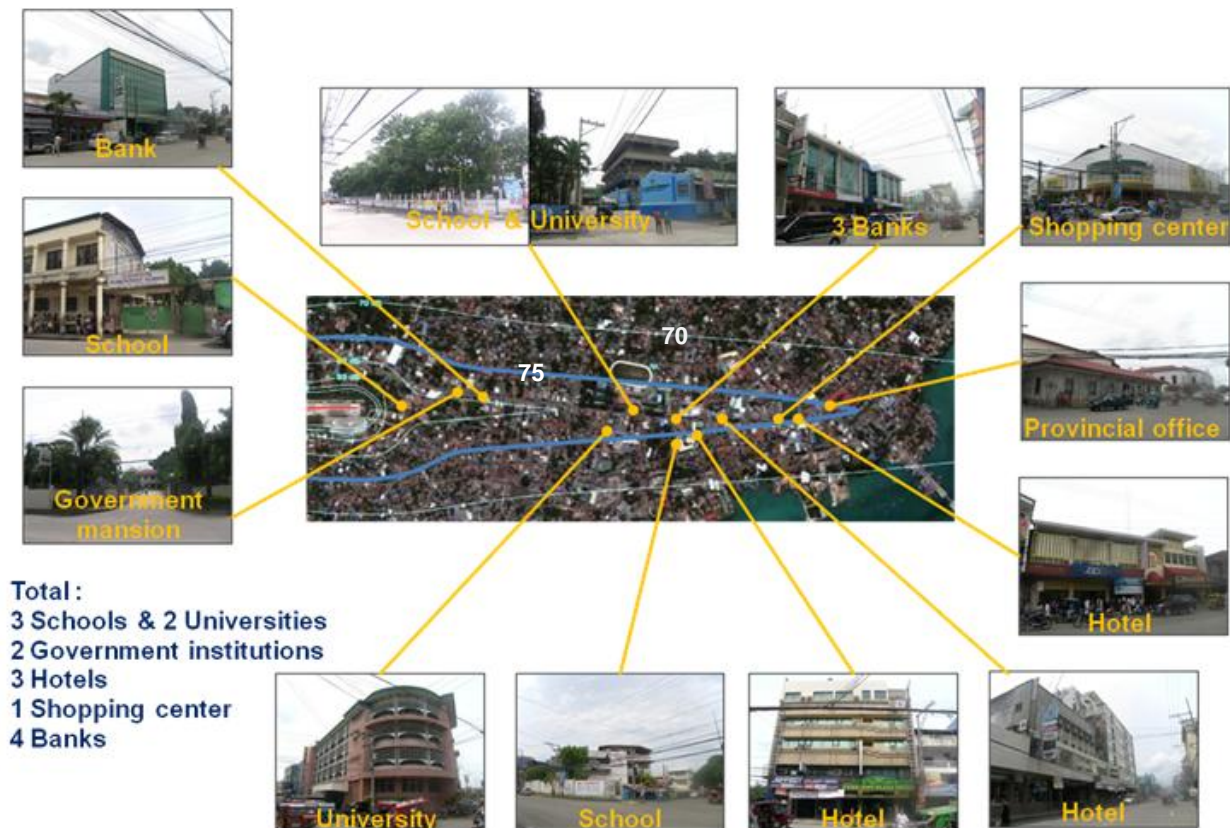 Bank
School & University
3 Banks
Shopping center
School
70
75
Provincial office
Government
mansion
Hotel
Total :
3 Schools & 2 Universities
2 Government institutions
3 Hotels
1 Shopping center
4 Banks
University
School
Hotel
Hotel